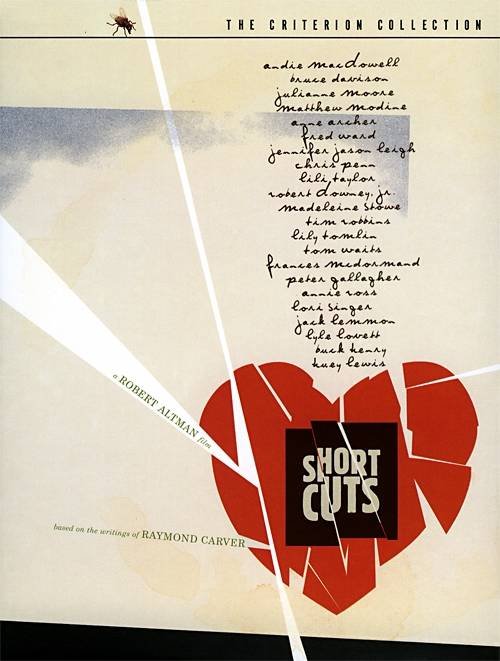 THE CRITERION COLLECTION
andie macdowell
bruce davison
julianne moore
matthew modine
anne archer
fred ward
jennifer jason leigh
chris penn
lili taylor
robert downey, jr.
madeleine stowe
tim robbins
lily tomlin
tom waits
frances mcdormand
peter gallagher
annie ross
lori singer
jack lemmon
lyle lovett
buck henry
huey lewis
a ROBERT ALTMAN film
SHORT
CUTS
based on the writings of RAYMOND CARVER